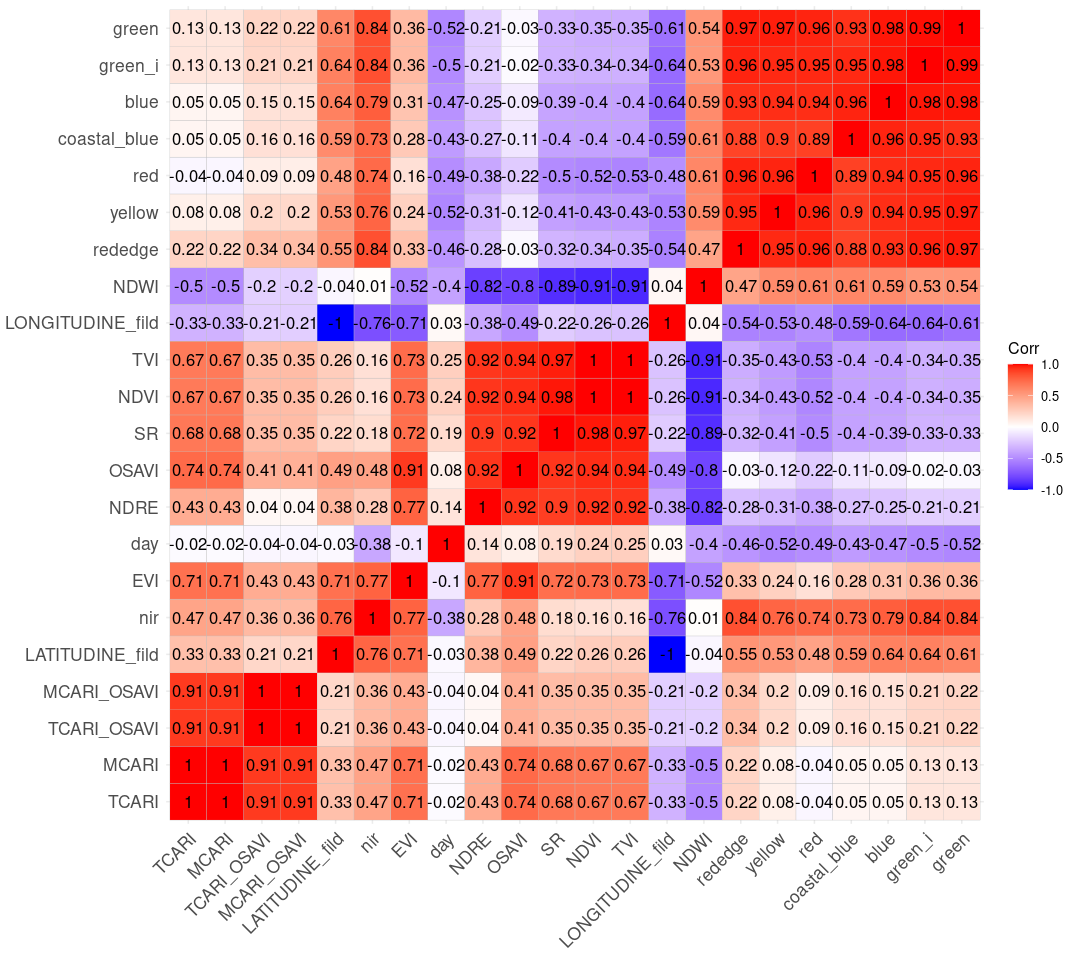 green 0.13 0.13 0.22 0.22 0.61 0.84 0.36 -0.52 -0.21 -0.03 -0.33 -0.35 -0.35 -0.61 0.54 0.97 0.97 0.96 0.93 0.98 0.99 1
green_i 0.13 0.13 0.21 0.21 0.64 0.84 0.36 -0.5 -0.21 -0.02 -0.33 -0.34 -0.34 -0.64 0.53 0.96 0.95 0.95 0.95 0.98 1 0.99
blue 0.05 0.05 0.15 0.15 0.64 0.79 0.31 -0.47 -0.25 -0.09 -0.39 -0.4 -0.4 -0.64 0.59 0.93 0.94 0.94 0.96 1 0.98 0.98
coastal_blue 0.05 0.05 0.16 0.16 0.59 0.73 0.28 -0.43 -0.27 -0.11 -0.4 -0.4 -0.4 -0.59 0.61 0.88 0.9 0.89 1 0.96 0.95 0.93
red -0.04 -0.04 0.09 0.09 0.48 0.74 0.16 -0.49 -0.38 -0.22 -0.5 -0.52 -0.53 -0.48 0.61 0.96 0.96 1 0.89 0.94 0.95 0.96
yellow 0.08 0.08 0.2 0.2 0.53 0.76 0.24 -0.52 -0.31 -0.12 -0.41 -0.43 -0.43 -0.53 0.59 0.95 1 0.96 0.9 0.94 0.95 0.97
rededge 0.22 0.22 0.34 0.34 0.55 0.84 0.33 -0.46 -0.28 -0.03 -0.32 -0.34 -0.35 -0.54 0.47 1 0.95 0.96 0.88 0.93 0.96 0.97
NDWI -0.5 -0.5 -0.2 -0.2 -0.04 0.01 -0.52 -0.4 -0.82 -0.8 -0.89 -0.91 -0.91 0.04 1 0.47 0.59 0.61 0.61 0.59 0.53 0.54
LONGITUDINE_fild -0.33 -0.33 -0.21 -0.21 -1 -0.76 -0.71 0.03 -0.38 -0.49 -0.22 -0.26 -0.26 1 0.04 -0.54 -0.53 -0.48 -0.59 -0.64 -0.64 -0.61
TVI 0.67 0.67 0.35 0.35 0.26 0.16 0.73 0.25 0.92 0.94 0.97 1 1 -0.26 -0.91 -0.35 -0.43 -0.53 -0.4 -0.4 -0.34 -0.35
NDVI 0.67 0.67 0.35 0.35 0.26 0.16 0.73 0.24 0.92 0.94 0.98 1 1 -0.26 -0.91 -0.34 -0.43 -0.52 -0.4 -0.4 -0.34 -0.35
SR 0.68 0.68 0.35 0.35 0.22 0.18 0.72 0.19 0.9 0.92 1 0.98 0.97 -0.22 -0.89 -0.32 -0.41 -0.5 -0.4 -0.39 -0.33 -0.33
OSAVI 0.74 0.74 0.41 0.41 0.49 0.48 0.91 0.08 0.92 1 0.92 0.94 0.94 -0.49 -0.8 -0.03 -0.12 -0.22 -0.11 -0.09 -0.02 -0.03
NDRE 0.43 0.43 0.04 0.04 0.38 0.28 0.77 0.14 1 0.92 0.9 0.92 0.92 -0.38 -0.82 -0.28 -0.31 -0.38 -0.27 -0.25 -0.21 -0.21
day -0.02 -0.02 -0.04 -0.04 -0.03 -0.38 -0.1 1 0.14 0.08 0.19 0.24 0.25 0.03 -0.4 -0.46 -0.52 -0.49 -0.43 -0.47 -0.5 -0.52
EVI 0.71 0.71 0.43 0.43 0.71 0.77 1 -0.1 0.77 0.91 0.72 0.73 0.73 -0.71 -0.52 0.33 0.24 0.16 0.28 0.31 0.36 0.36
nir 0.47 0.47 0.36 0.36 0.76 1 0.77 -0.38 0.28 0.48 0.18 0.16 0.16 -0.76 0.01 0.84 0.76 0.74 0.73 0.79 0.84 0.84
LATITUDINE_fild 0.33 0.33 0.21 0.21 1 0.76 0.71 -0.03 0.38 0.49 0.22 0.26 0.26 -1 -0.04 0.55 0.53 0.48 0.59 0.64 0.64 0.61
MCARI_OSAVI 0.91 0.91 1 1 0.21 0.36 0.43 -0.04 0.04 0.41 0.35 0.35 0.35 -0.21 -0.2 0.34 0.2 0.09 0.16 0.15 0.21 0.22
TCARI_OSAVI 0.91 0.91 1 1 0.21 0.36 0.43 -0.04 0.04 0.41 0.35 0.35 0.35 -0.21 -0.2 0.34 0.2 0.09 0.16 0.15 0.21 0.22
MCARI 1 1 0.91 0.91 0.33 0.47 0.71 -0.02 0.43 0.74 0.68 0.67 0.67 -0.33 -0.5 0.22 0.08 -0.04 0.05 0.05 0.13 0.13
TCARI 1 1 0.91 0.91 0.33 0.47 0.71 -0.02 0.43 0.74 0.68 0.67 0.67 -0.33 -0.5 0.22 0.08 -0.04 0.05 0.05 0.13 0.13
TCARI
MCARI
TCARI_OSAVI
MCARI_OSAVI
LATITUDINE_fild
nir
EVI
day
NDRE
OSAVI
SR
NDVI
TVI
LONGITUDINE_fild
NDWI
rededge
yellow
red
coastal_blue
blue
green_i
green
Corr
1.0
0.5
0.0
-0.5
-1.0